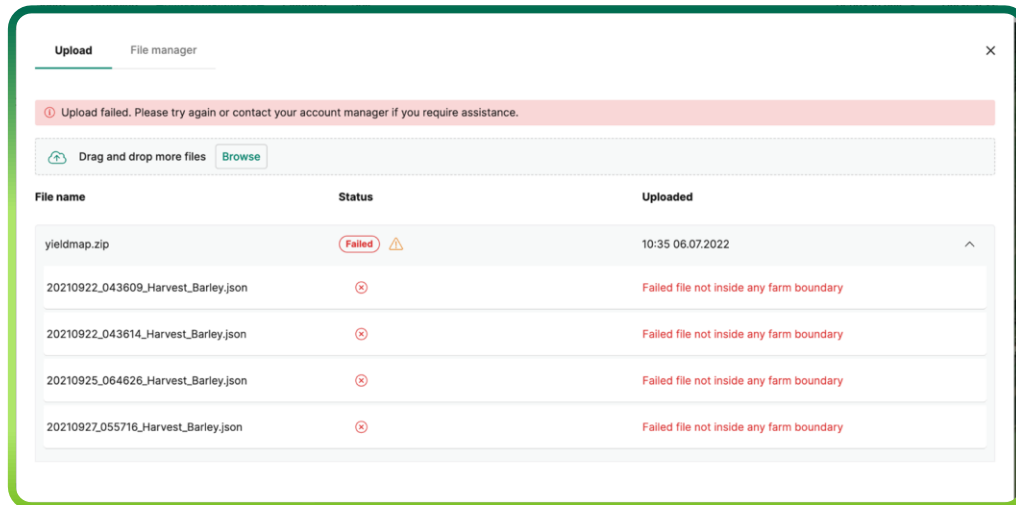 Upload File manager
Upload failed. Please try again or contact your account manager if you require assistance.
Drag and drop more files Browse
File name Status Uploaded
yieldmap.zip Failed 10:35 06.07.2022
20210922_043609_Harvest_Barley.json Failed file not inside any farm boundary
20210922_043614_Harvest_Barley.json Failed file not inside any farm boundary
20210925_064626_Harvest_Barley.json Failed file not inside any farm boundary
20210927_055716_Harvest_Barley.json Failed file not inside any farm boundary